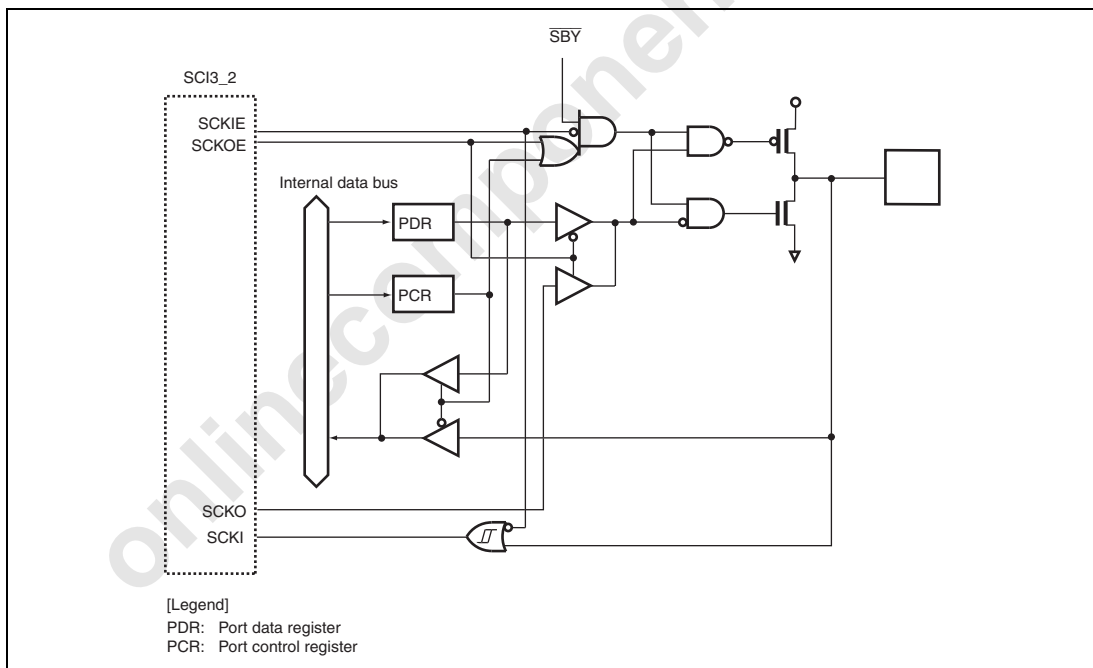 SBY
SCI3_2
SCKIE
SCKOE
Internal data bus
PDR
PCR
SCKO
SCKI
[Legend]
PDR: Port data register
PCR: Port control register
onlinecomponen